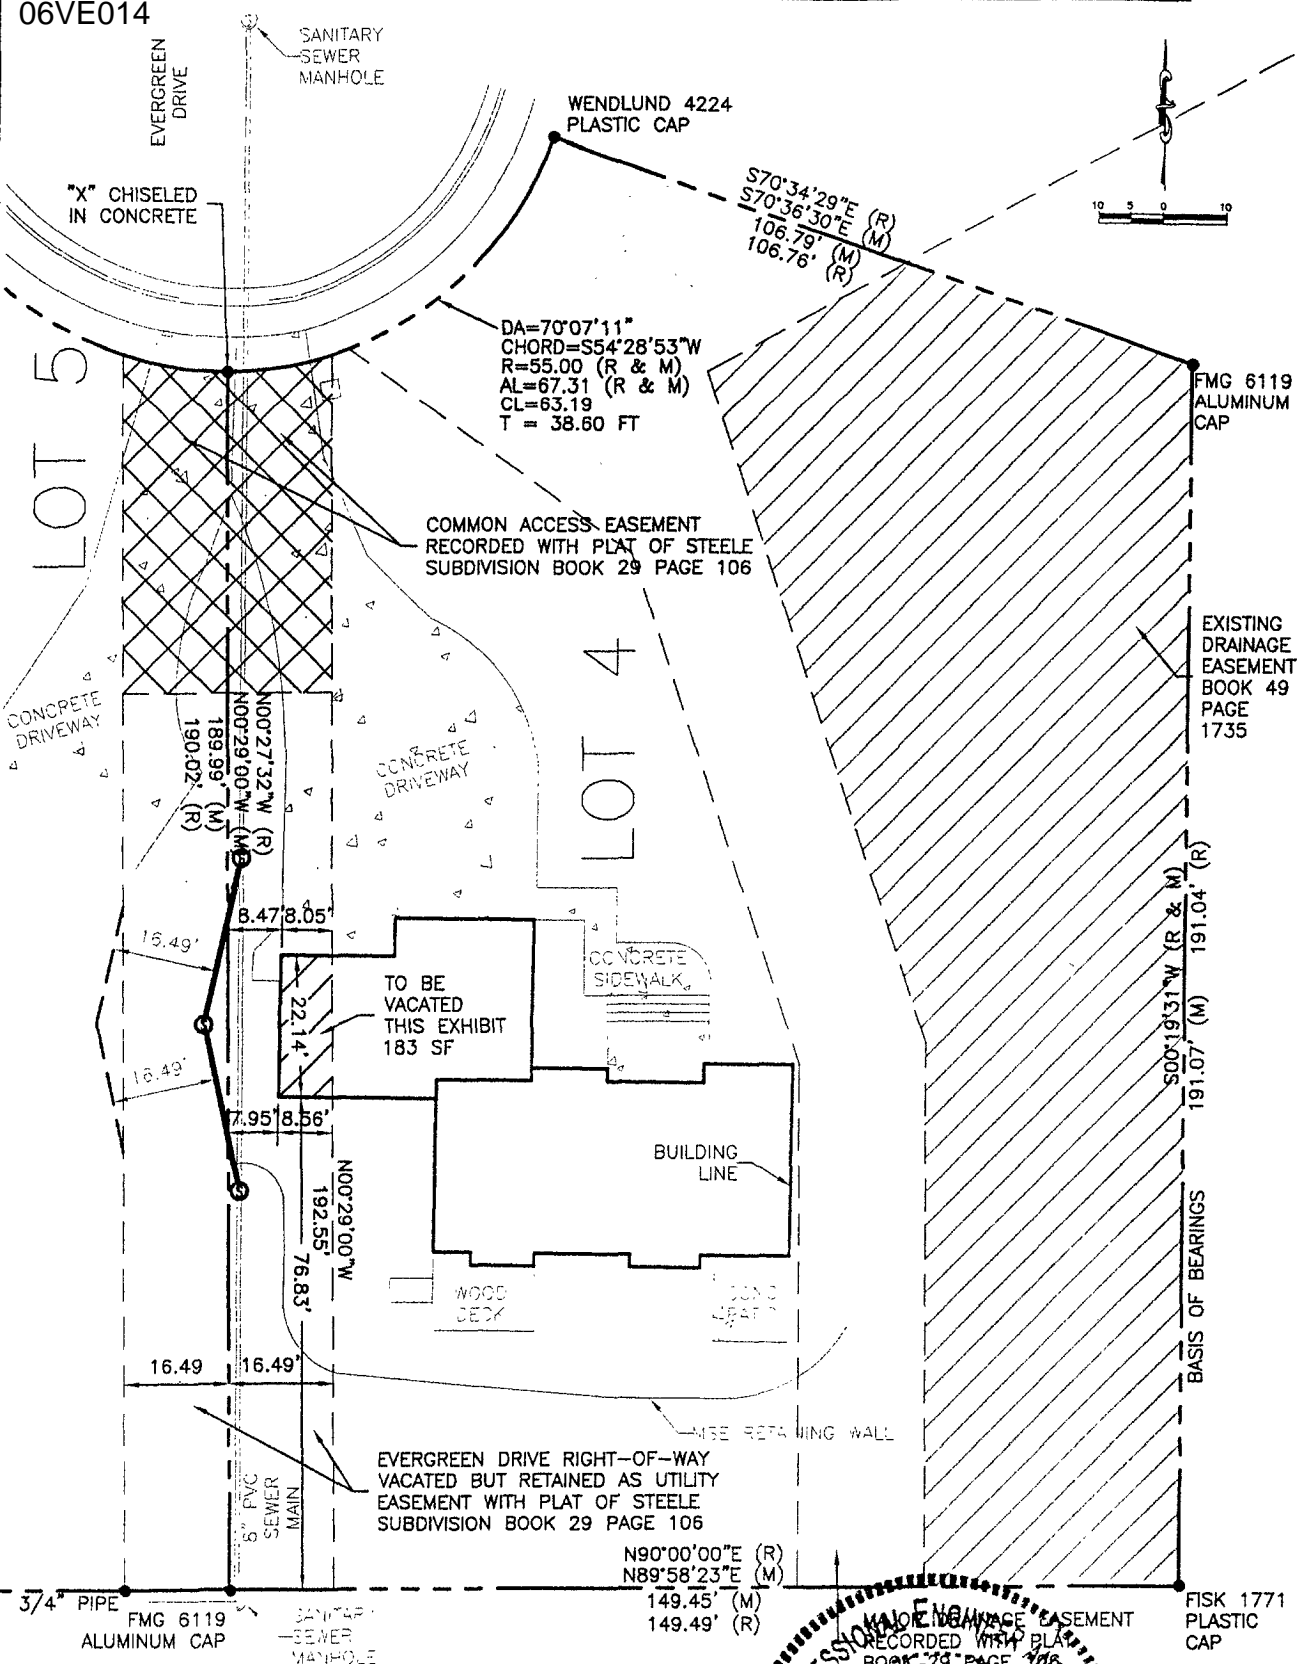 06VE014
EVERGREEN
DRIVE
SANITARY
SEWER
MANHOLE
WENDLUND 4224
PLASTIC CAP
"X" CHISELED
IN CONCRETE
S70°34'29"E (R)
S70°36'30"E (M)
106.79' (M)
106.76' (R)
10 5 0 10
DA=70°07'11"
CHORD=S54°28'53"W
R=55.00 (R & M)
AL=67.31 (R & M)
CL=63.19
T = 38.60 FT
FMG 6119
ALUMINUM
CAP
LOT 5
COMMON ACCESS EASEMENT
RECORDED WITH PLAT OF STEELE
SUBDIVISION BOOK 29 PAGE 106
LOT 4
EXISTING
DRAINAGE
EASEMENT
BOOK 49
PAGE
1735
CONCRETE
DRIVEWAY
N00°27'32"W (R)
N00°29'00"W (M)
189.99' (M)
190.02' (R)
CONCRETE
DRIVEWAY
S00°19'31"W (R & M)
191.07' (M) 191.04' (R)
8.47' 8.05'
16.49'
CONCRETE
SIDEWALK
TO BE
VACATED
THIS EXHIBIT
183 SF
22.14'
S
16.49'
7.95' 8.56'
BUILDING
LINE
S
N00°29'00"W
192.55'
76.83'
BASIS OF BEARINGS
WOOD
DECK
16.49 16.49'
MSE RETAINING WALL
EVERGREEN DRIVE RIGHT-OF-WAY
VACATED BUT RETAINED AS UTILITY
EASEMENT WITH PLAT OF STEELE
SUBDIVISION BOOK 29 PAGE 106
PVC
SEWER
MAIN
N90°00'00"E (R)
N89°58'23"E (M)
149.45' (M)
149.49' (R)
3/4" PIPE
FMG 6119
ALUMINUM CAP
SANITARY
SEWER
MANHOLE
MAJOR DRAINAGE EASEMENT
RECORDED WITH PLAT
BOOK 29 PAGE 106
FISK 1771
PLASTIC
CAP